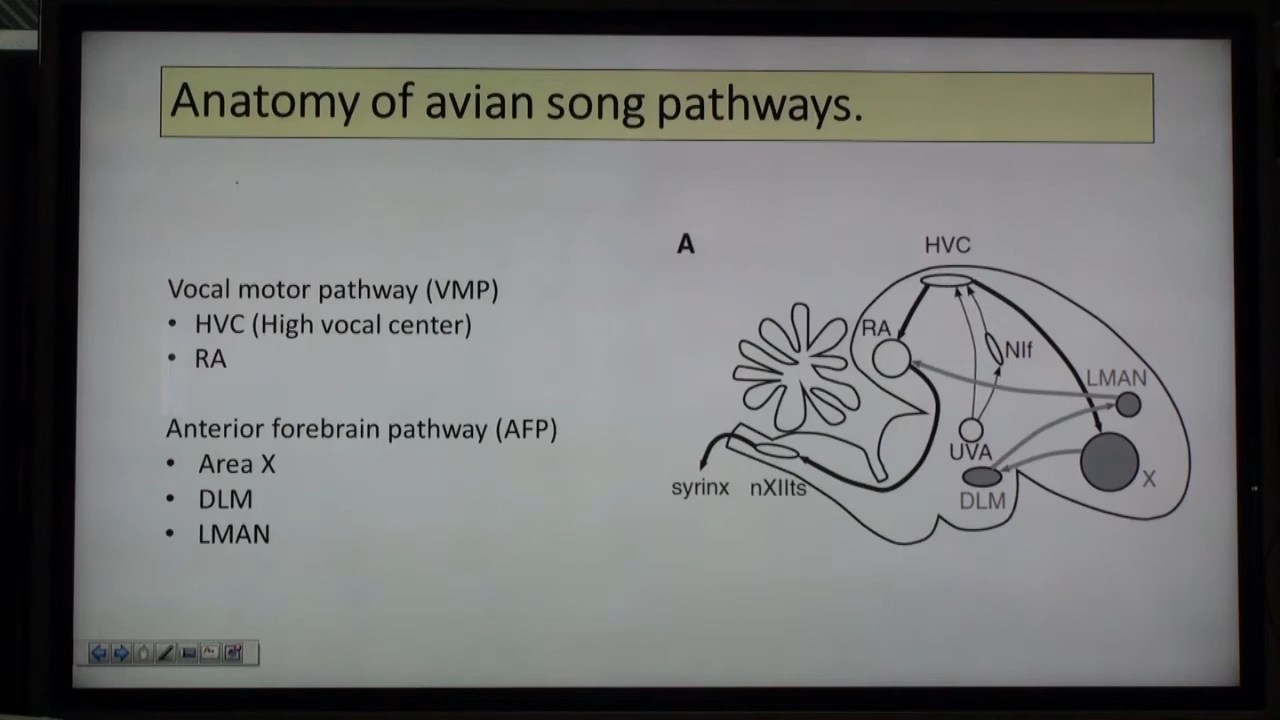 Anatomy of avian song pathways.
Vocal motor pathway (VMP)
• HVC (High vocal center)
• RA
Anterior forebrain pathway (AFP)
• Area X
• DLM
• LMAN
A
HVC
RA
NIf
LMAN
UVA
X
DLM
syrinx nXIIts